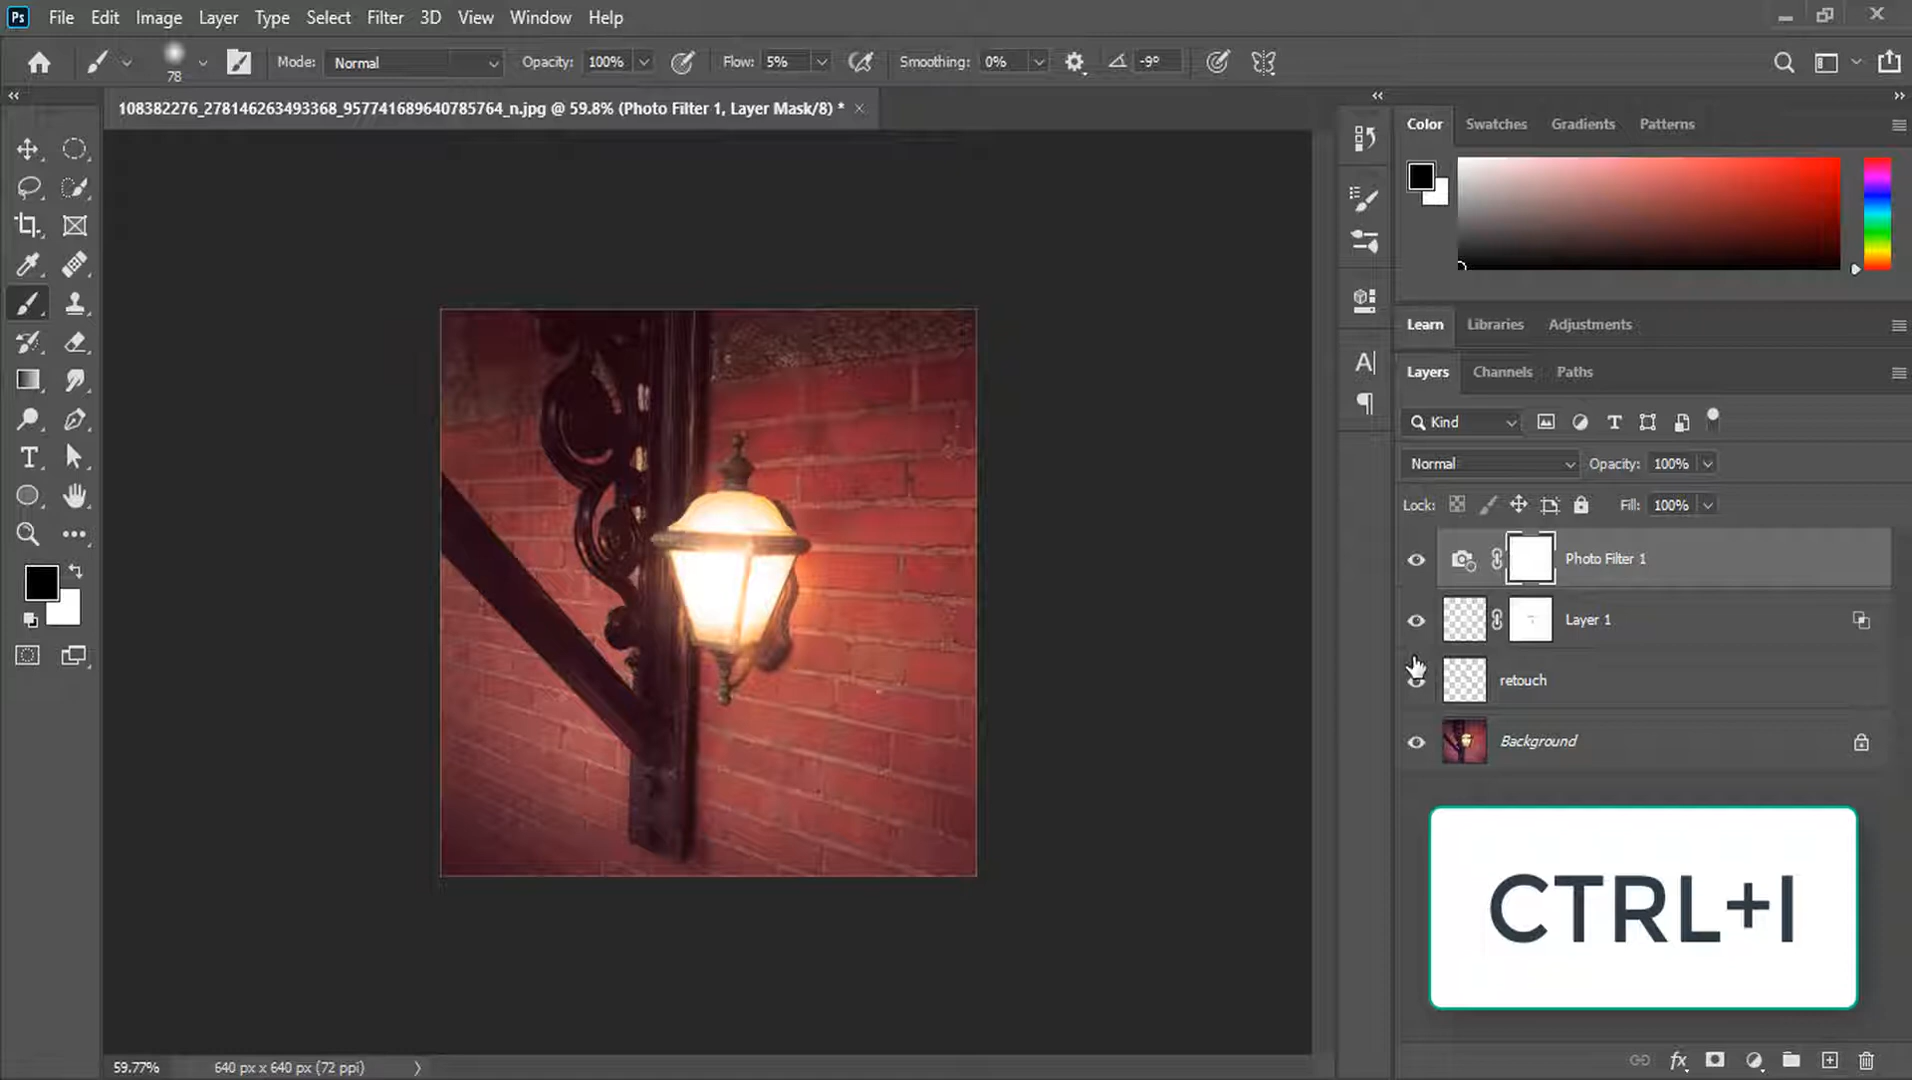 Ps File Edit Image Layer Type Select Filter 3D View Window Help
78 Mode: Normal Opacity: 100% Flow: 5% Smoothing: 0% -9°
108382276_278146263493368_957741689640785764_n.jpg @ 59.8% (Photo Filter 1, Layer Mask/8) *
Color Swatches Gradients Patterns
Learn Libraries Adjustments
Layers Channels Paths
Kind
Normal Opacity: 100%
Lock: Fill: 100%
Photo Filter 1
Layer 1
retouch
Background
CTRL+I
59.77% 640 px x 640 px (72 ppi)